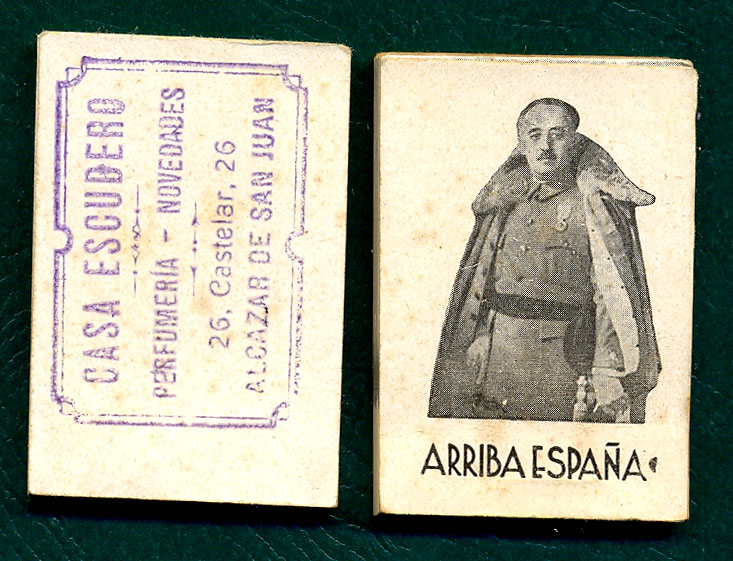 CASA ESCUDERO
PERFUMERÍA - NOVEDADES
26, Castelar, 26
ALCAZAR DE SAN JUAN
ARRIBA ESPAÑA